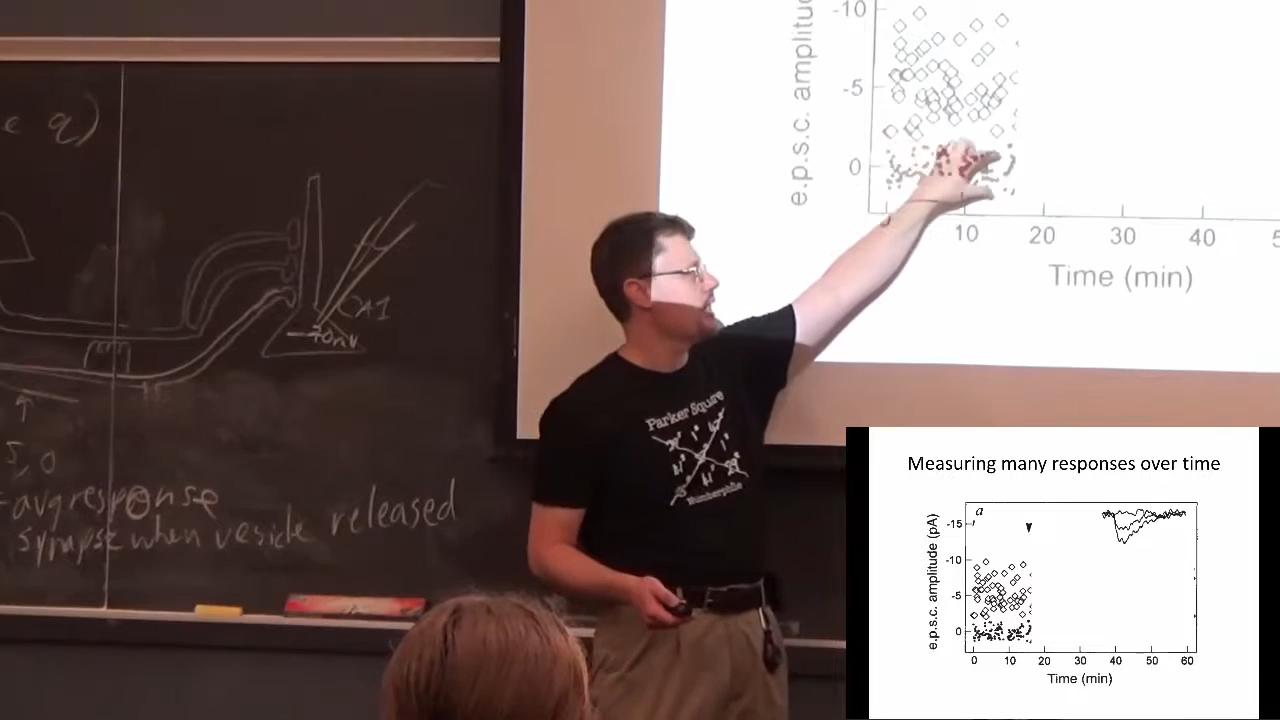 e q)
CA1
-70mV
5, 0
avg response
synapse when vesicle released
Parker Square
Numberphile
-10
-5
0
e.p.s.c. amplitu
10 20 30 40 5
Time (min)
Measuring many responses over time
a
-15
-10
-5
0
e.p.s.c. amplitude (pA)
0 10 20 30 40 50 60
Time (min)